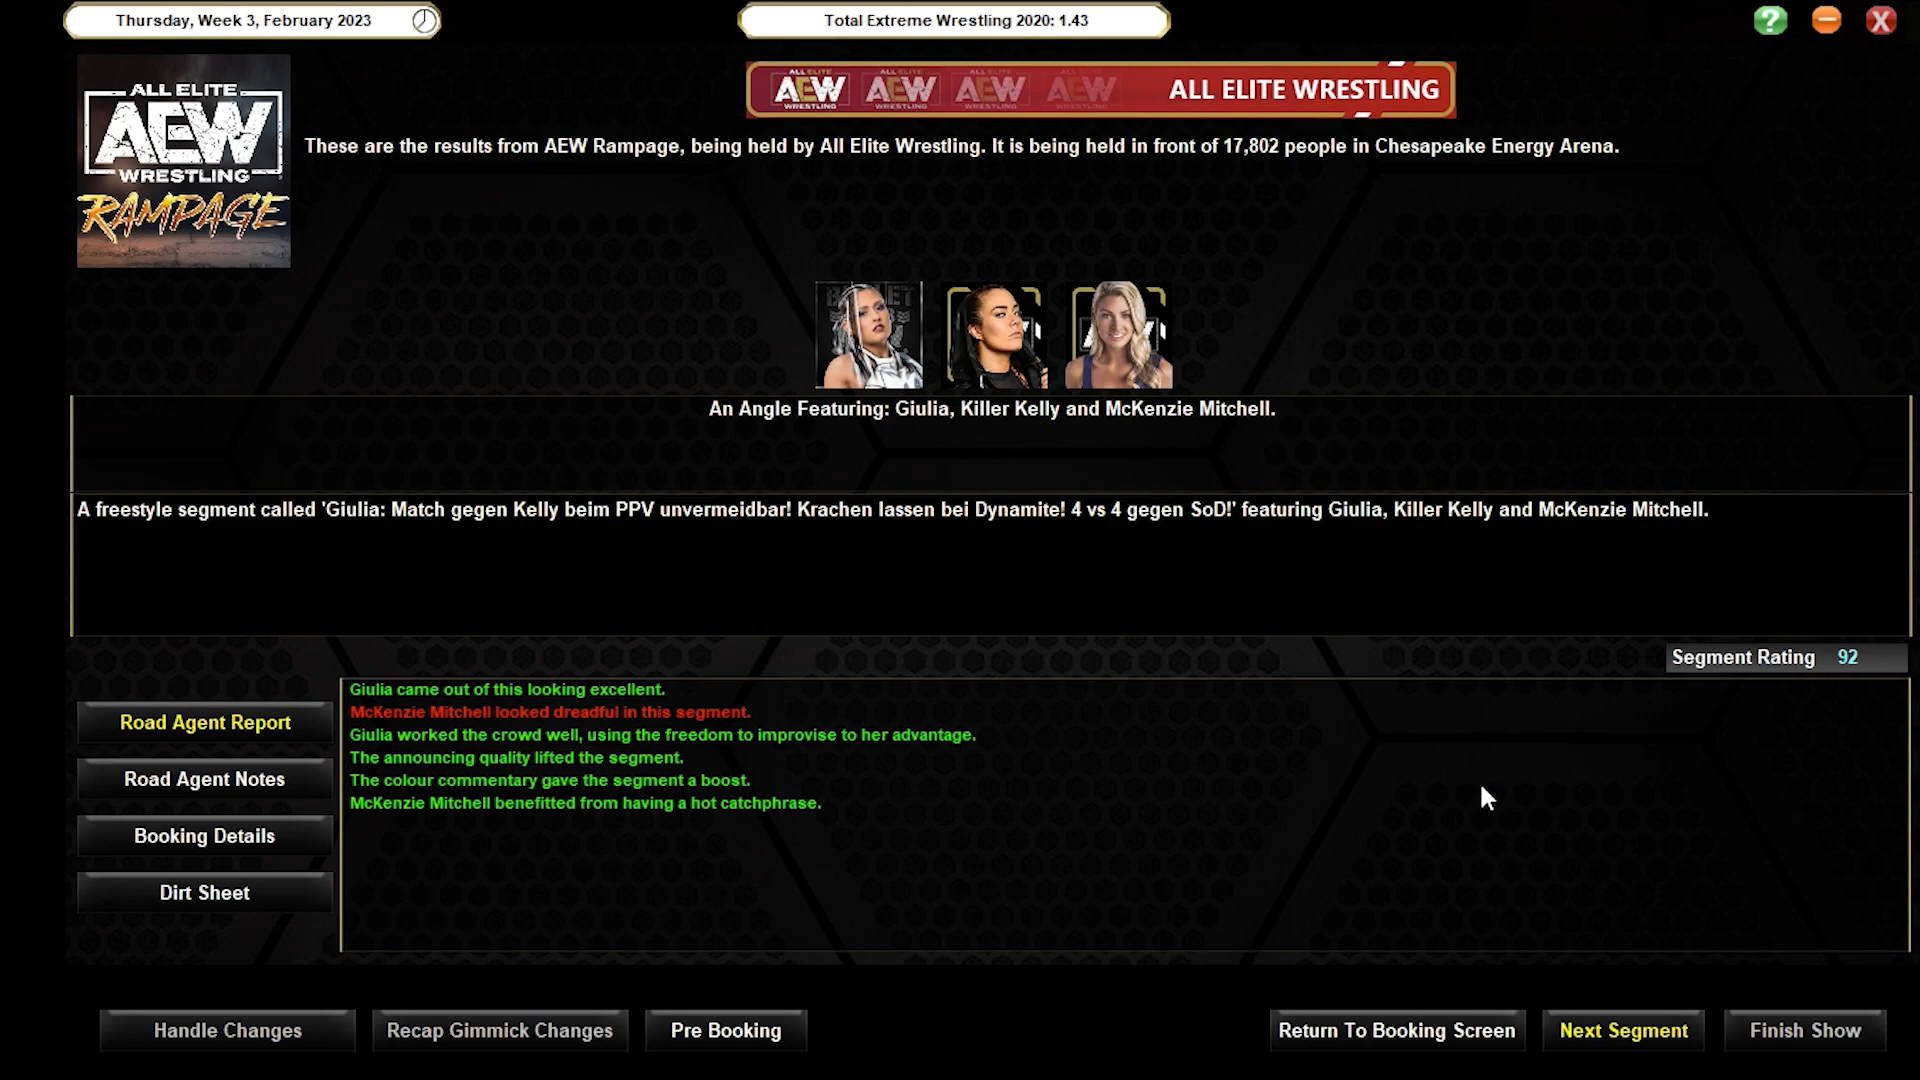 Thursday, Week 3, February 2023
Total Extreme Wrestling 2020: 1.43
ALL ELITE
AEW
WRESTLING
RAMPAGE
ALL ELITE WRESTLING
These are the results from AEW Rampage, being held by All Elite Wrestling. It is being held in front of 17,802 people in Chesapeake Energy Arena.
An Angle Featuring: Giulia, Killer Kelly and McKenzie Mitchell.
A freestyle segment called 'Giulia: Match gegen Kelly beim PPV unvermeidbar! Krachen lassen bei Dynamite! 4 vs 4 gegen SoD!' featuring Giulia, Killer Kelly and McKenzie Mitchell.
Segment Rating 92
Road Agent Report
Road Agent Notes
Booking Details
Dirt Sheet
Giulia came out of this looking excellent.
McKenzie Mitchell looked dreadful in this segment.
Giulia worked the crowd well, using the freedom to improvise to her advantage.
The announcing quality lifted the segment.
The colour commentary gave the segment a boost.
McKenzie Mitchell benefitted from having a hot catchphrase.
Handle Changes
Recap Gimmick Changes
Pre Booking
Return To Booking Screen
Next Segment
Finish Show